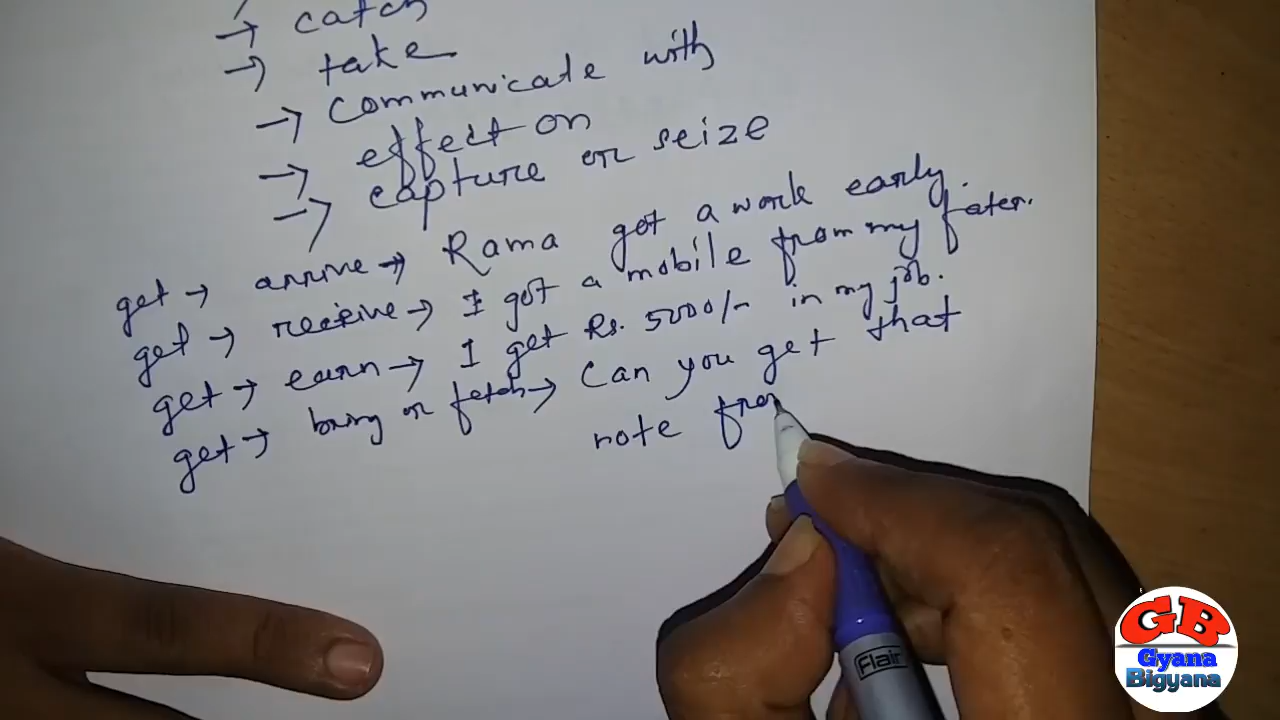 → catch
→ take
→ communicate with
→ effect on
→ capture or seize
get → arrive → Rama got a work early.
get → receive → I got a mobile from my fater.
get → earn → I get Rs. 5000/- in my job.
get → bring or fetch → Can you get that
note from
Flair
GB
Gyana
Bigyana